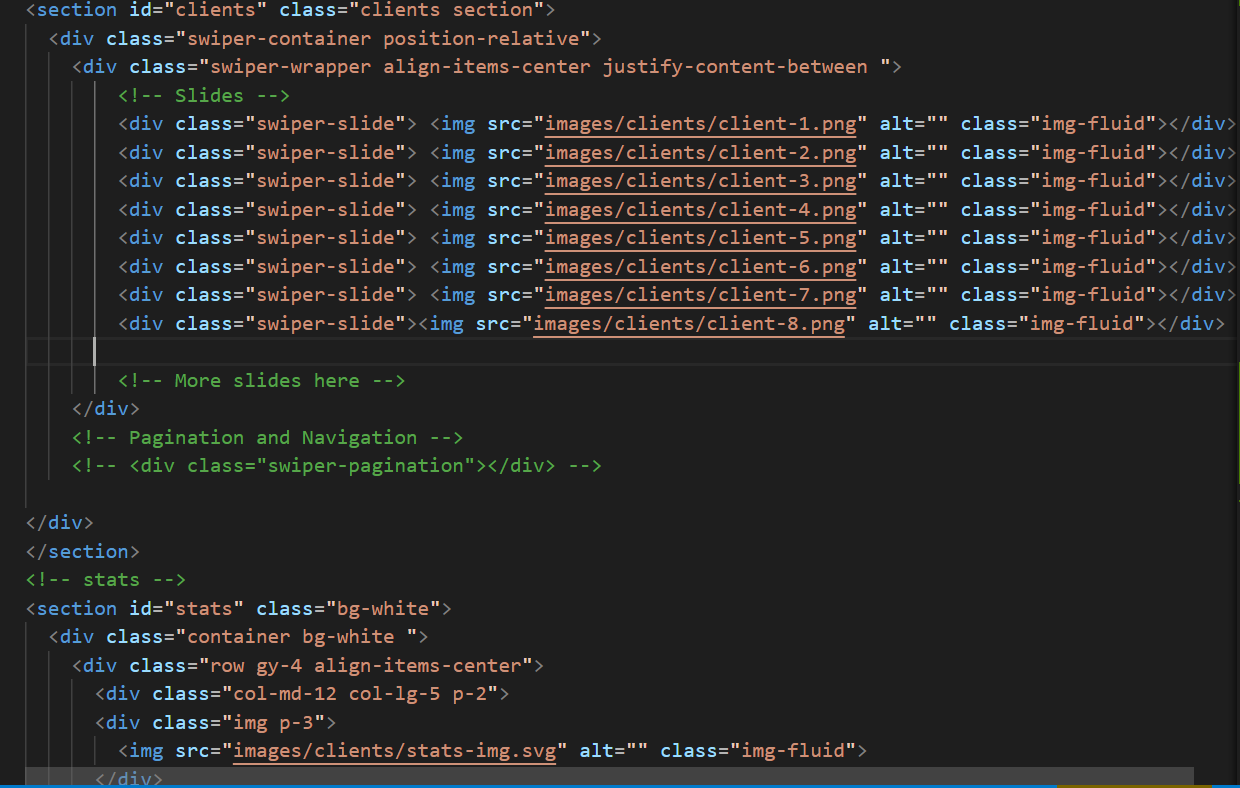 <section id="clients" class="clients section">
<div class="swiper-container position-relative">
<div class="swiper-wrapper align-items-center justify-content-between ">
<!-- Slides -->
<div class="swiper-slide"> <img src="images/clients/client-1.png" alt="" class="img-fluid"></div>
<div class="swiper-slide"> <img src="images/clients/client-2.png" alt="" class="img-fluid"></div>
<div class="swiper-slide"> <img src="images/clients/client-3.png" alt="" class="img-fluid"></div>
<div class="swiper-slide"> <img src="images/clients/client-4.png" alt="" class="img-fluid"></div>
<div class="swiper-slide"> <img src="images/clients/client-5.png" alt="" class="img-fluid"></div>
<div class="swiper-slide"> <img src="images/clients/client-6.png" alt="" class="img-fluid"></div>
<div class="swiper-slide"> <img src="images/clients/client-7.png" alt="" class="img-fluid"></div>
<div class="swiper-slide"><img src="images/clients/client-8.png" alt="" class="img-fluid"></div>
<!-- More slides here -->
</div>
<!-- Pagination and Navigation -->
<!-- <div class="swiper-pagination"></div> -->
</div>
</section>
<!-- stats -->
<section id="stats" class="bg-white">
<div class="container bg-white ">
<div class="row gy-4 align-items-center">
<div class="col-md-12 col-lg-5 p-2">
<div class="img p-3">
<img src="images/clients/stats-img.svg" alt="" class="img-fluid">
</div>